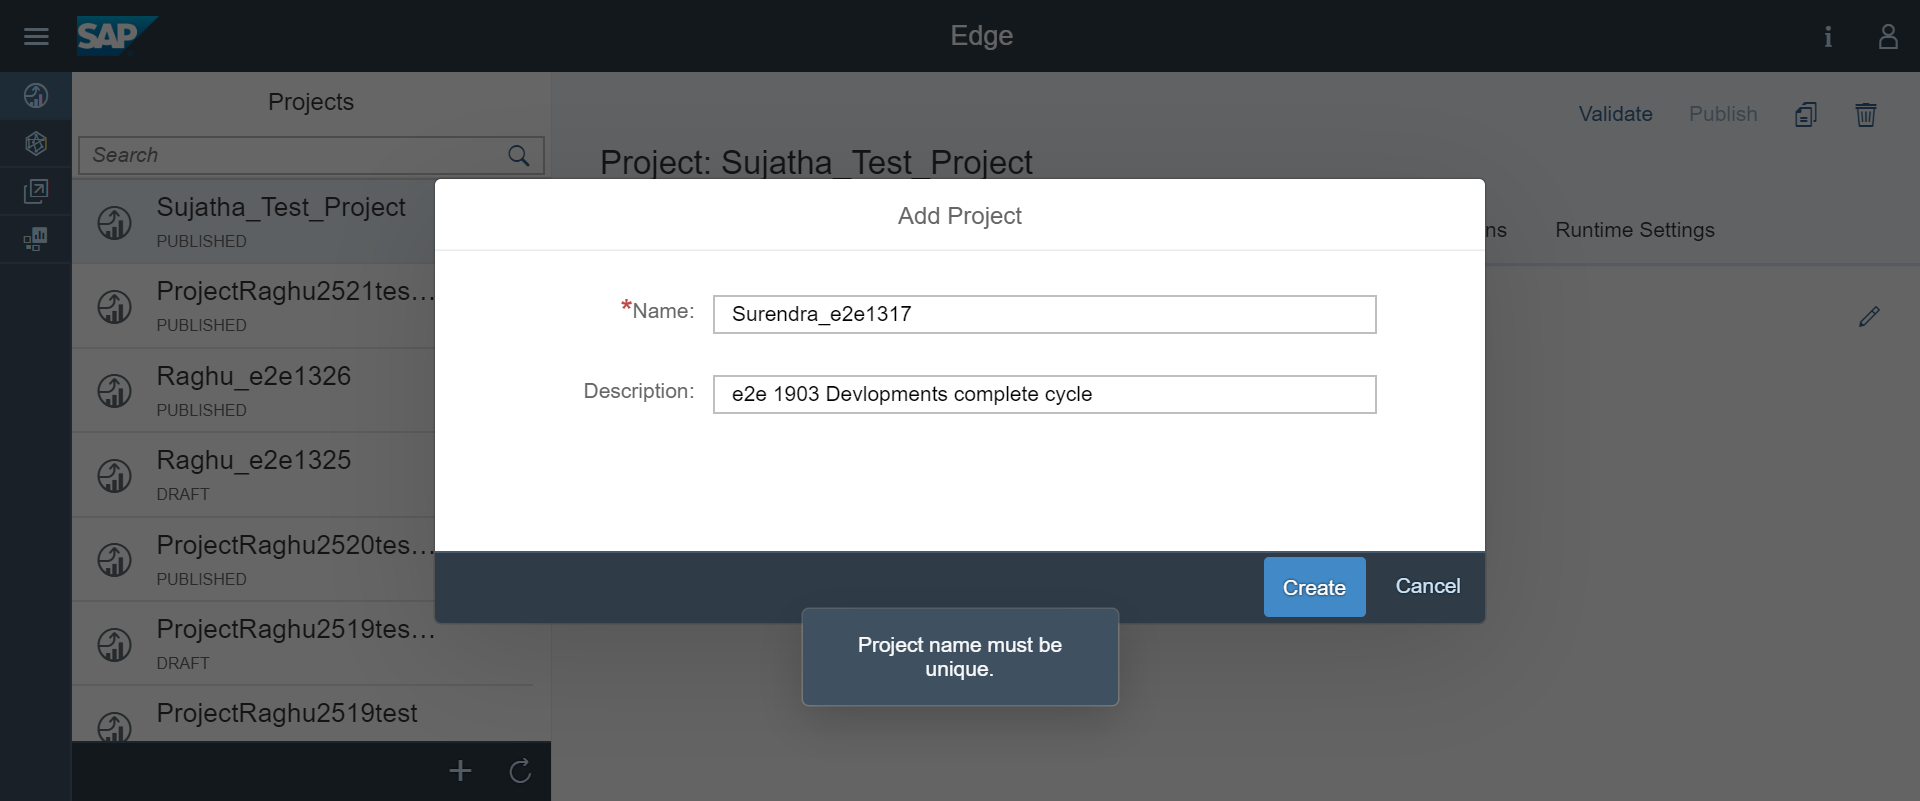 SAP
Edge
Projects
Search
Sujatha_Test_Project
PUBLISHED
ProjectRaghu2521tes...
PUBLISHED
Raghu_e2e1326
PUBLISHED
Raghu_e2e1325
DRAFT
ProjectRaghu2520tes...
PUBLISHED
ProjectRaghu2519tes...
DRAFT
ProjectRaghu2519test
Validate
Publish
Project: Sujatha_Test_Project
ns
Runtime Settings
Add Project
*Name:
Surendra_e2e1317
Description:
e2e 1903 Devlopments complete cycle
Create
Cancel
Project name must be
unique.